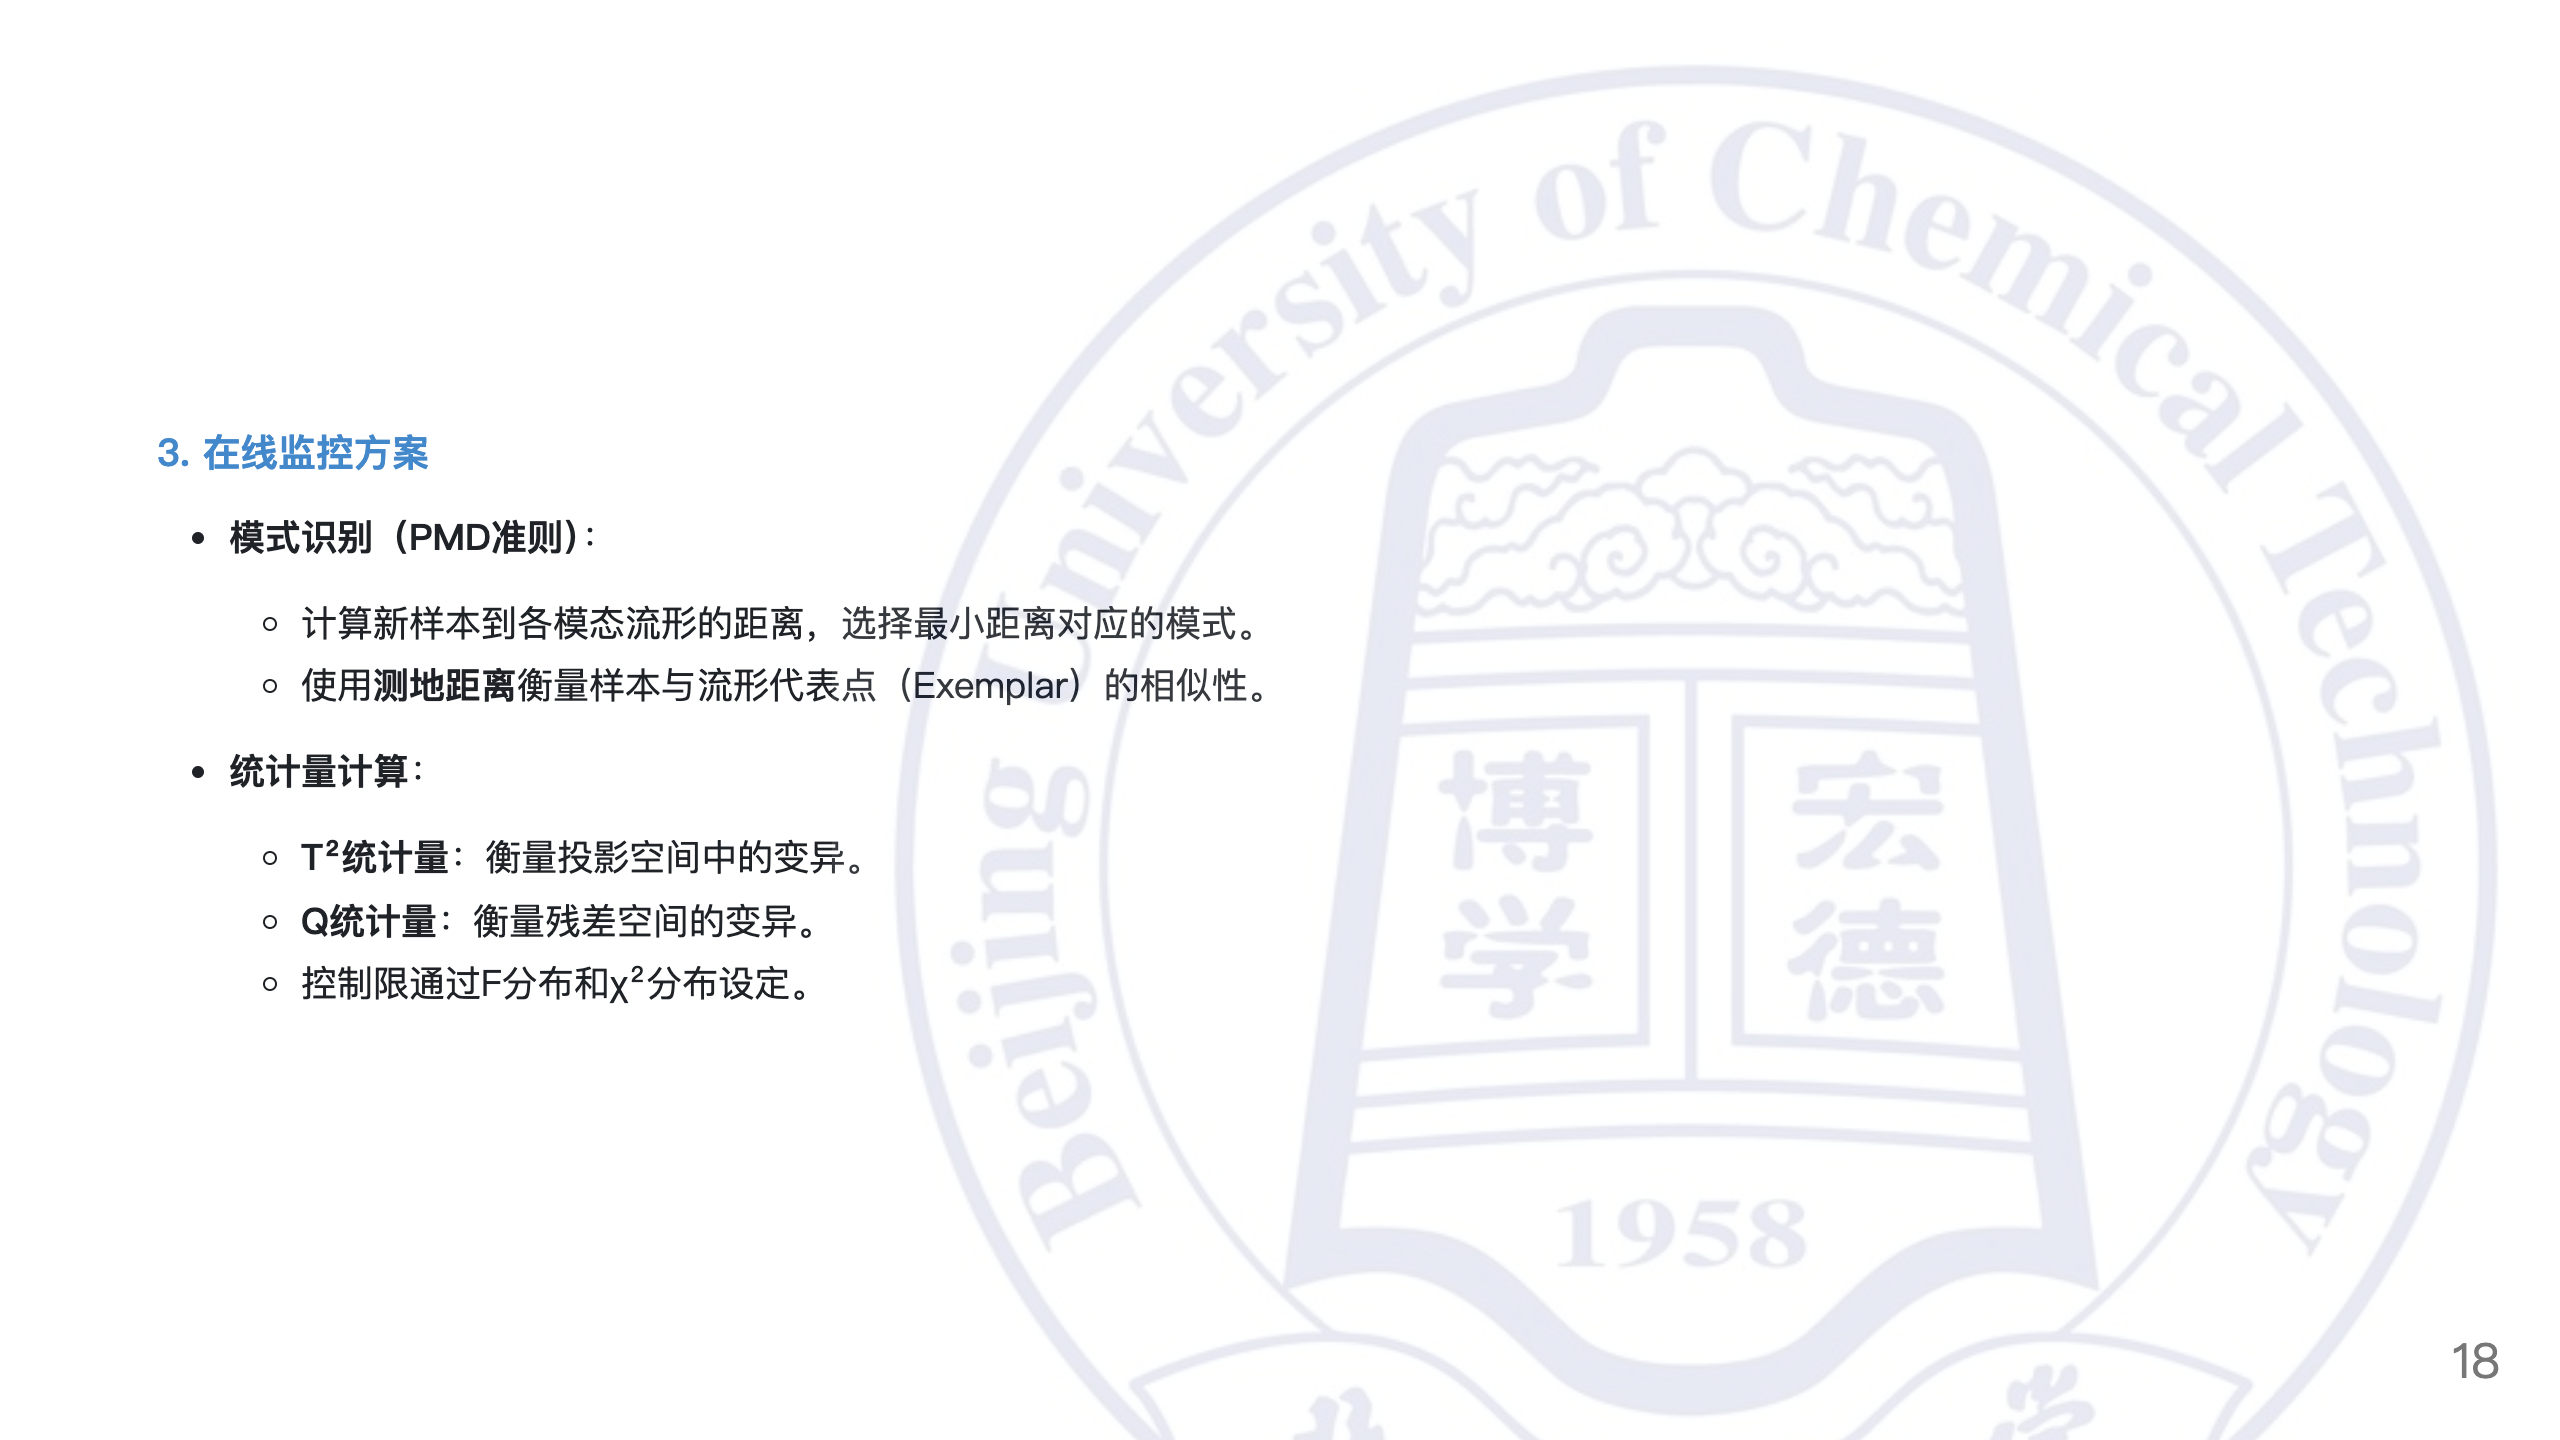 3. 在线监控方案
• 模式识别（PMD准则）：
○ 计算新样本到各模态流形的距离，选择最小距离对应的模式。
○ 使用测地距离衡量样本与流形代表点（Exemplar）的相似性。
• 统计量计算：
○ T²统计量：衡量投影空间中的变异。
○ Q统计量：衡量残差空间的变异。
○ 控制限通过F分布和χ²分布设定。
Beijing University of Chemical Technology
博学
宏德
1958
18